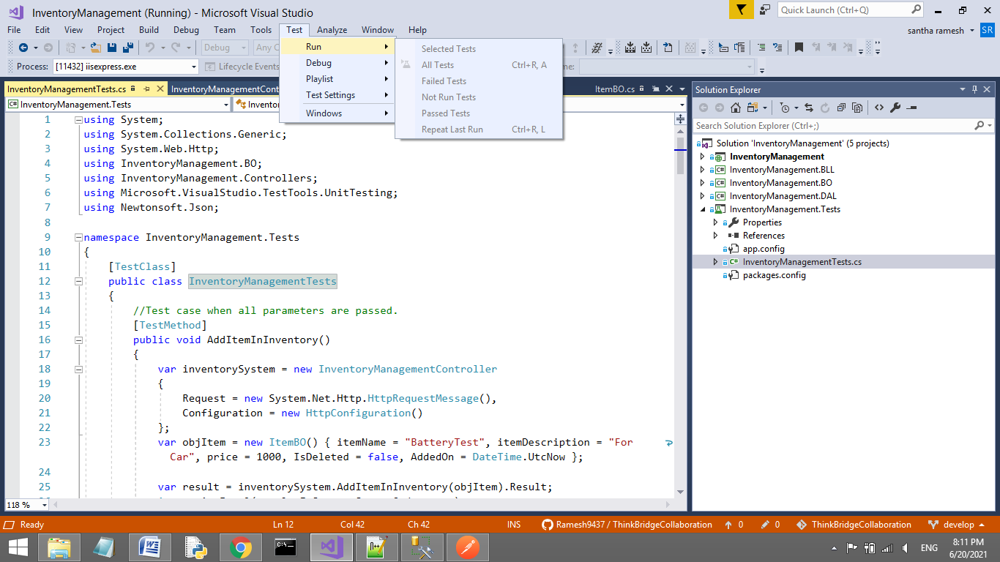 InventoryManagement (Running) - Microsoft Visual Studio
Quick Launch (Ctrl+Q)
File Edit View Project Build Debug Team Tools Test Analyze Window Help
santha ramesh SR
Debug Any C
Run
Debug
Playlist
Test Settings
Windows
Selected Tests
All Tests Ctrl+R, A
Failed Tests
Not Run Tests
Passed Tests
Repeat Last Run Ctrl+R, L
Process: [11432] iisexpress.exe Lifecycle Events me:
InventoryManagementTests.cs InventoryManagementCont ItemBO.cs
InventoryManagement.Tests Invento
1 using System;
2 using System.Collections.Generic;
3 using System.Web.Http;
4 using InventoryManagement.BO;
5 using InventoryManagement.Controllers;
6 using Microsoft.VisualStudio.TestTools.UnitTesting;
7 using Newtonsoft.Json;
8
9 namespace InventoryManagement.Tests
10 {
11 [TestClass]
12 public class InventoryManagementTests
13 {
14 //Test case when all parameters are passed.
15 [TestMethod]
16 public void AddItemInInventory()
17 {
18 var inventorySystem = new InventoryManagementController
19 {
20 Request = new System.Net.Http.HttpRequestMessage(),
21 Configuration = new HttpConfiguration()
22 };
23 var objItem = new ItemBO() { itemName = "BatteryTest", itemDescription = "For
Car", price = 1000, IsDeleted = false, AddedOn = DateTime.UtcNow };
24
25 var result = inventorySystem.AddItemInInventory(objItem).Result;
118 %
Solution Explorer
Search Solution Explorer (Ctrl+;)
Solution 'InventoryManagement' (5 projects)
InventoryManagement
C# InventoryManagement.BLL
C# InventoryManagement.BO
C# InventoryManagement.DAL
InventoryManagement.Tests
Properties
References
app.config
C# InventoryManagementTests.cs
packages.config
Ready Ln 12 Col 42 Ch 42 INS Ramesh9437 / ThinkBridgeCollaboration 0 0 ThinkBridgeCollaboration develop
ENG
8:11 PM
6/20/2021